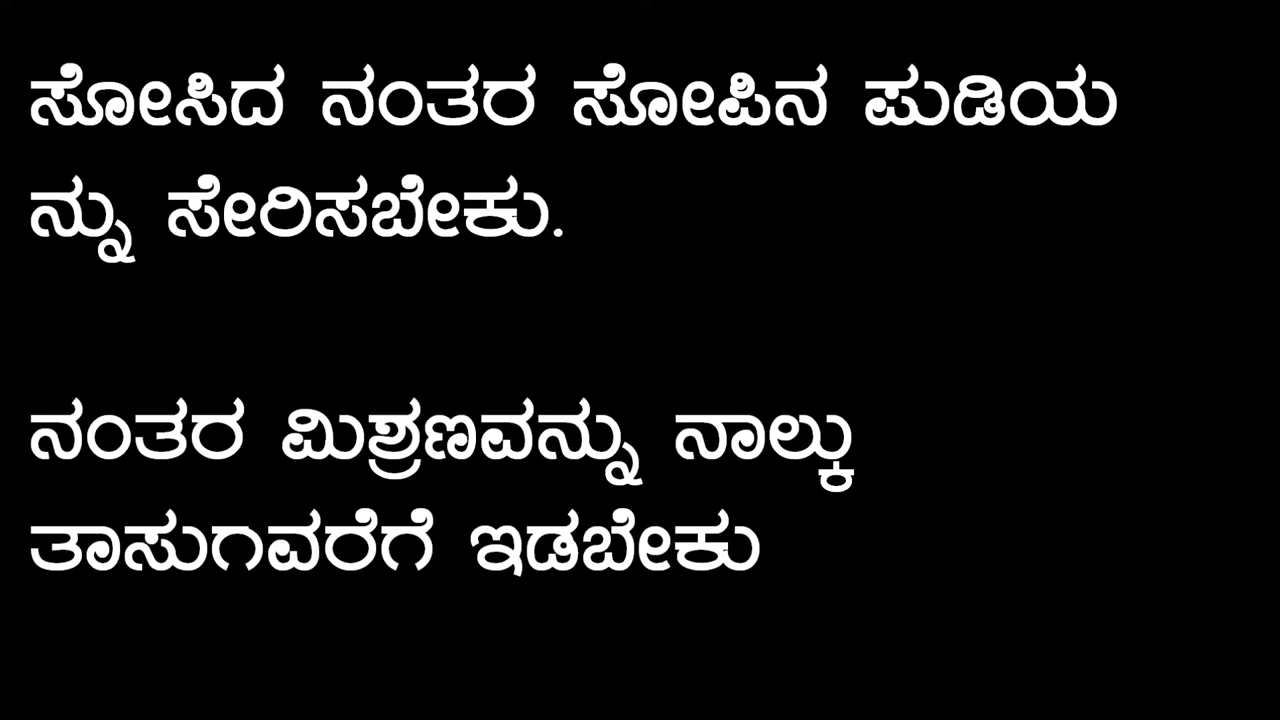 ಸೋಸಿದ ನಂತರ ಸೋಪಿನ ಪುಡಿಯ
ನ್ನು ಸೇರಿಸಬೇಕು.
ನಂತರ ಮಿಶ್ರಣವನ್ನು ನಾಲ್ಕು
ತಾಸುಗವರೆಗೆ ಇಡಬೇಕು